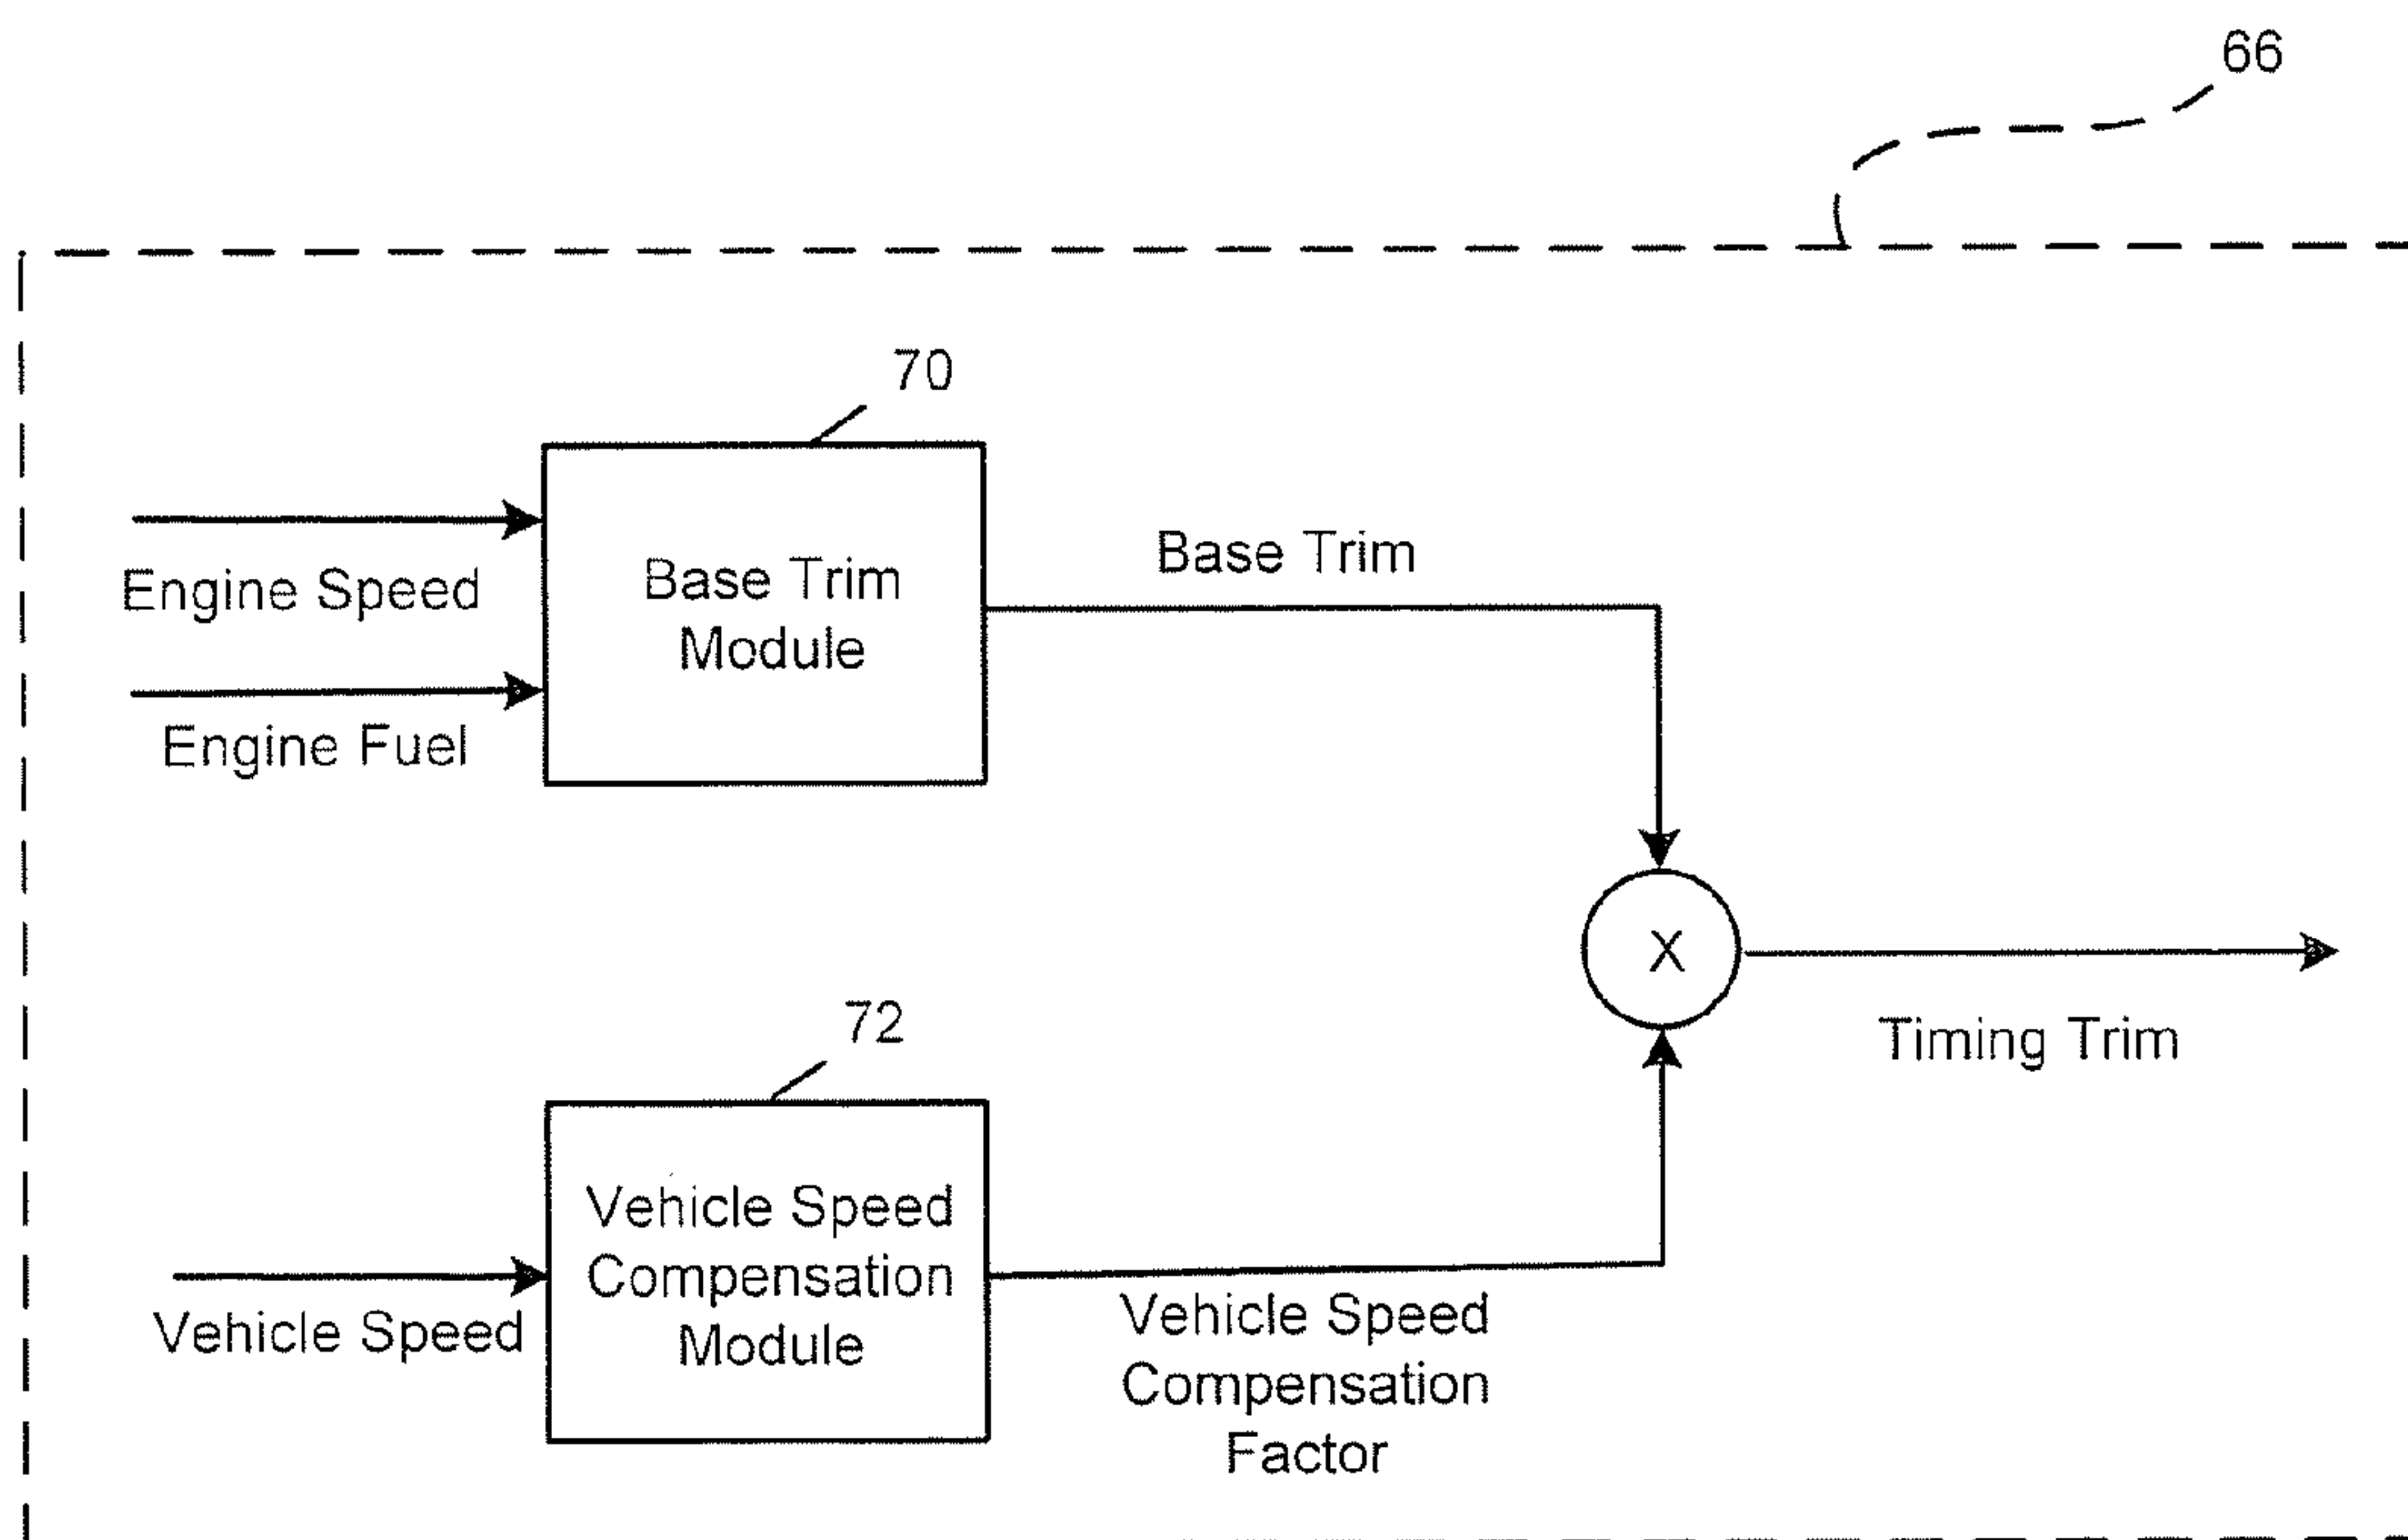 66
70
Engine Speed
Engine Fuel
Base Trim
Module
Base Trim
X
Timing Trim
72
Vehicle Speed
Vehicle Speed
Compensation
Module
Vehicle Speed
Compensation
Factor